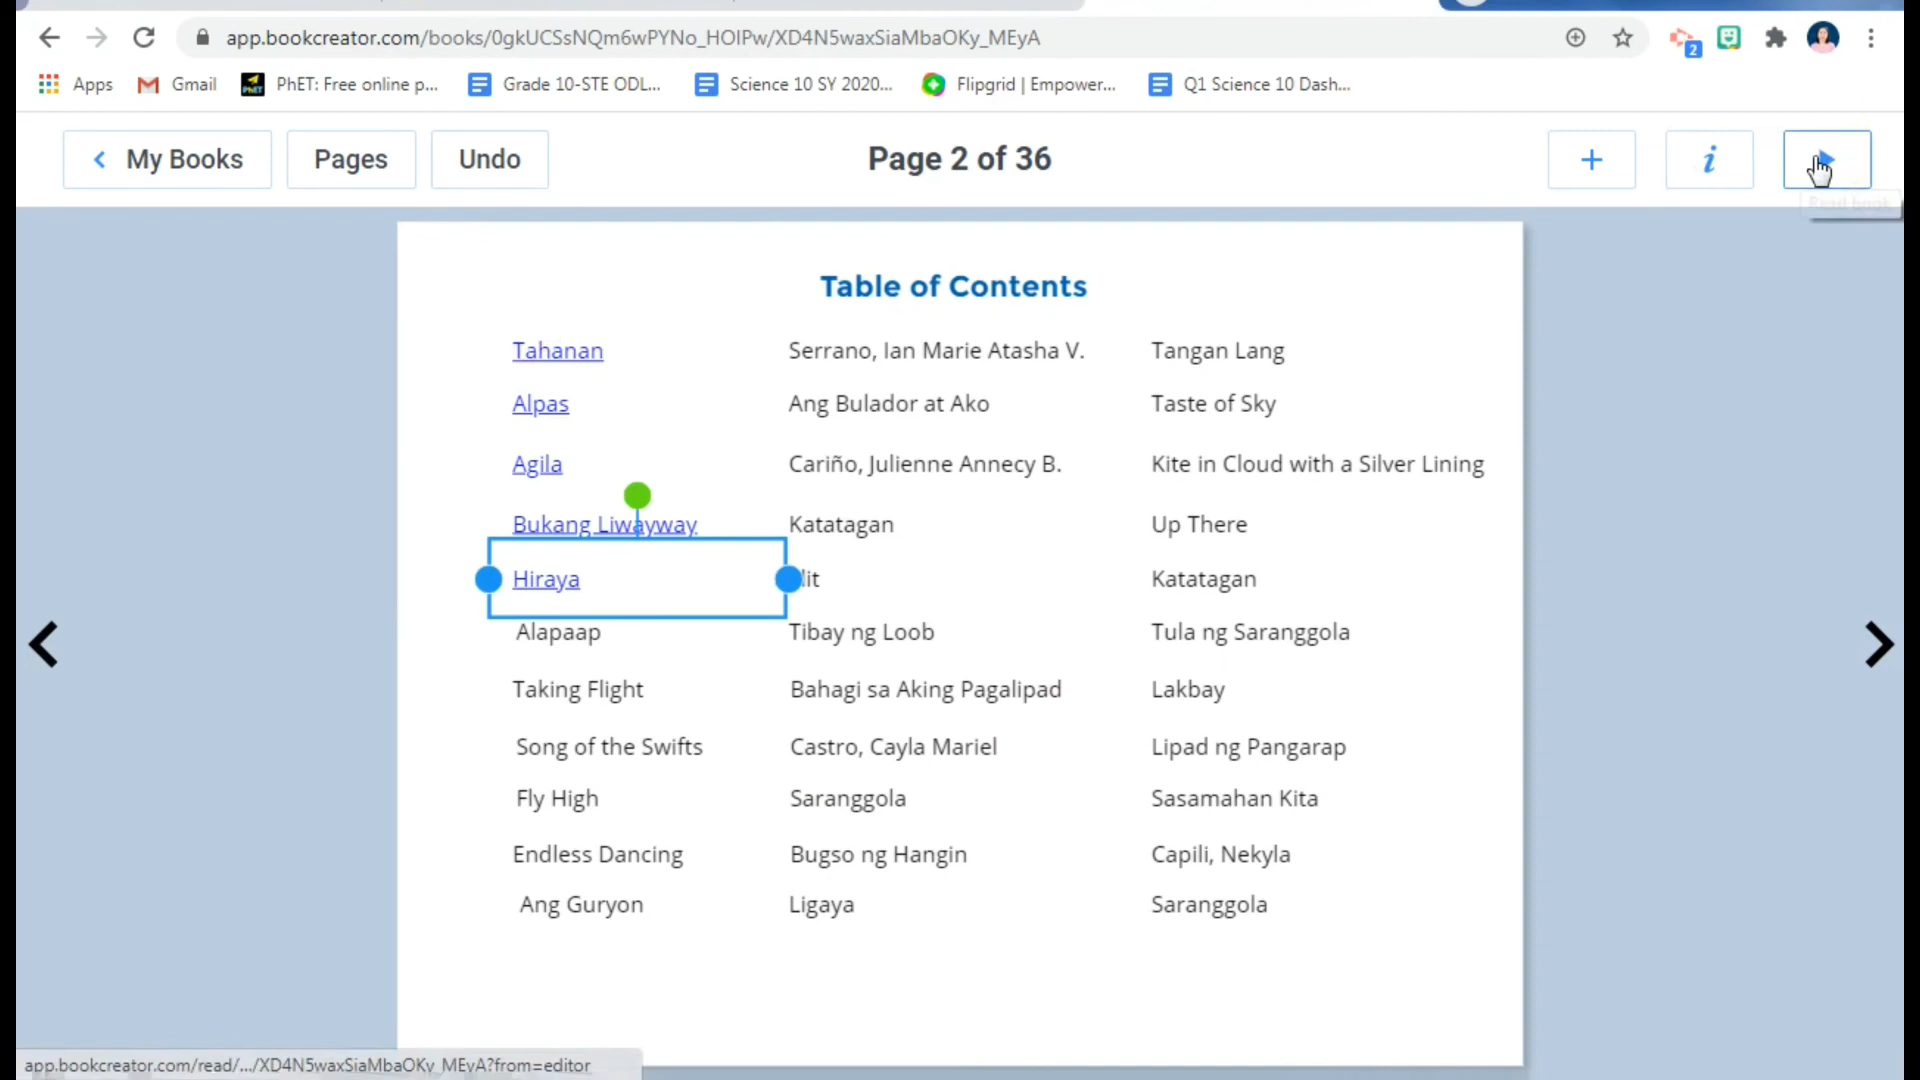 app.bookcreator.com/books/0gkUCSsNQm6wPYNo_HOIPw/XD4N5waxSiaMbaOKy_MEyA
2
Apps Gmail PhET: Free online p... Grade 10-STE ODL... Science 10 SY 2020... Flipgrid | Empower... Q1 Science 10 Dash...
My Books Pages Undo Page 2 of 36 + i
Read book
Table of Contents
Tahanan Serrano, Ian Marie Atasha V. Tangan Lang
Alpas Ang Bulador at Ako Taste of Sky
Agila Cariño, Julienne Annecy B. Kite in Cloud with a Silver Lining
Bukang Liwayway Katatagan Up There
Hiraya Katatagan
Alapaap Tibay ng Loob Tula ng Saranggola
Taking Flight Bahagi sa Aking Pagalipad Lakbay
Song of the Swifts Castro, Cayla Mariel Lipad ng Pangarap
Fly High Saranggola Sasamahan Kita
Endless Dancing Bugso ng Hangin Capili, Nekyla
Ang Guryon Ligaya Saranggola
app.bookcreator.com/read/.../XD4N5waxSiaMbaOKy_MEyA?from=editor